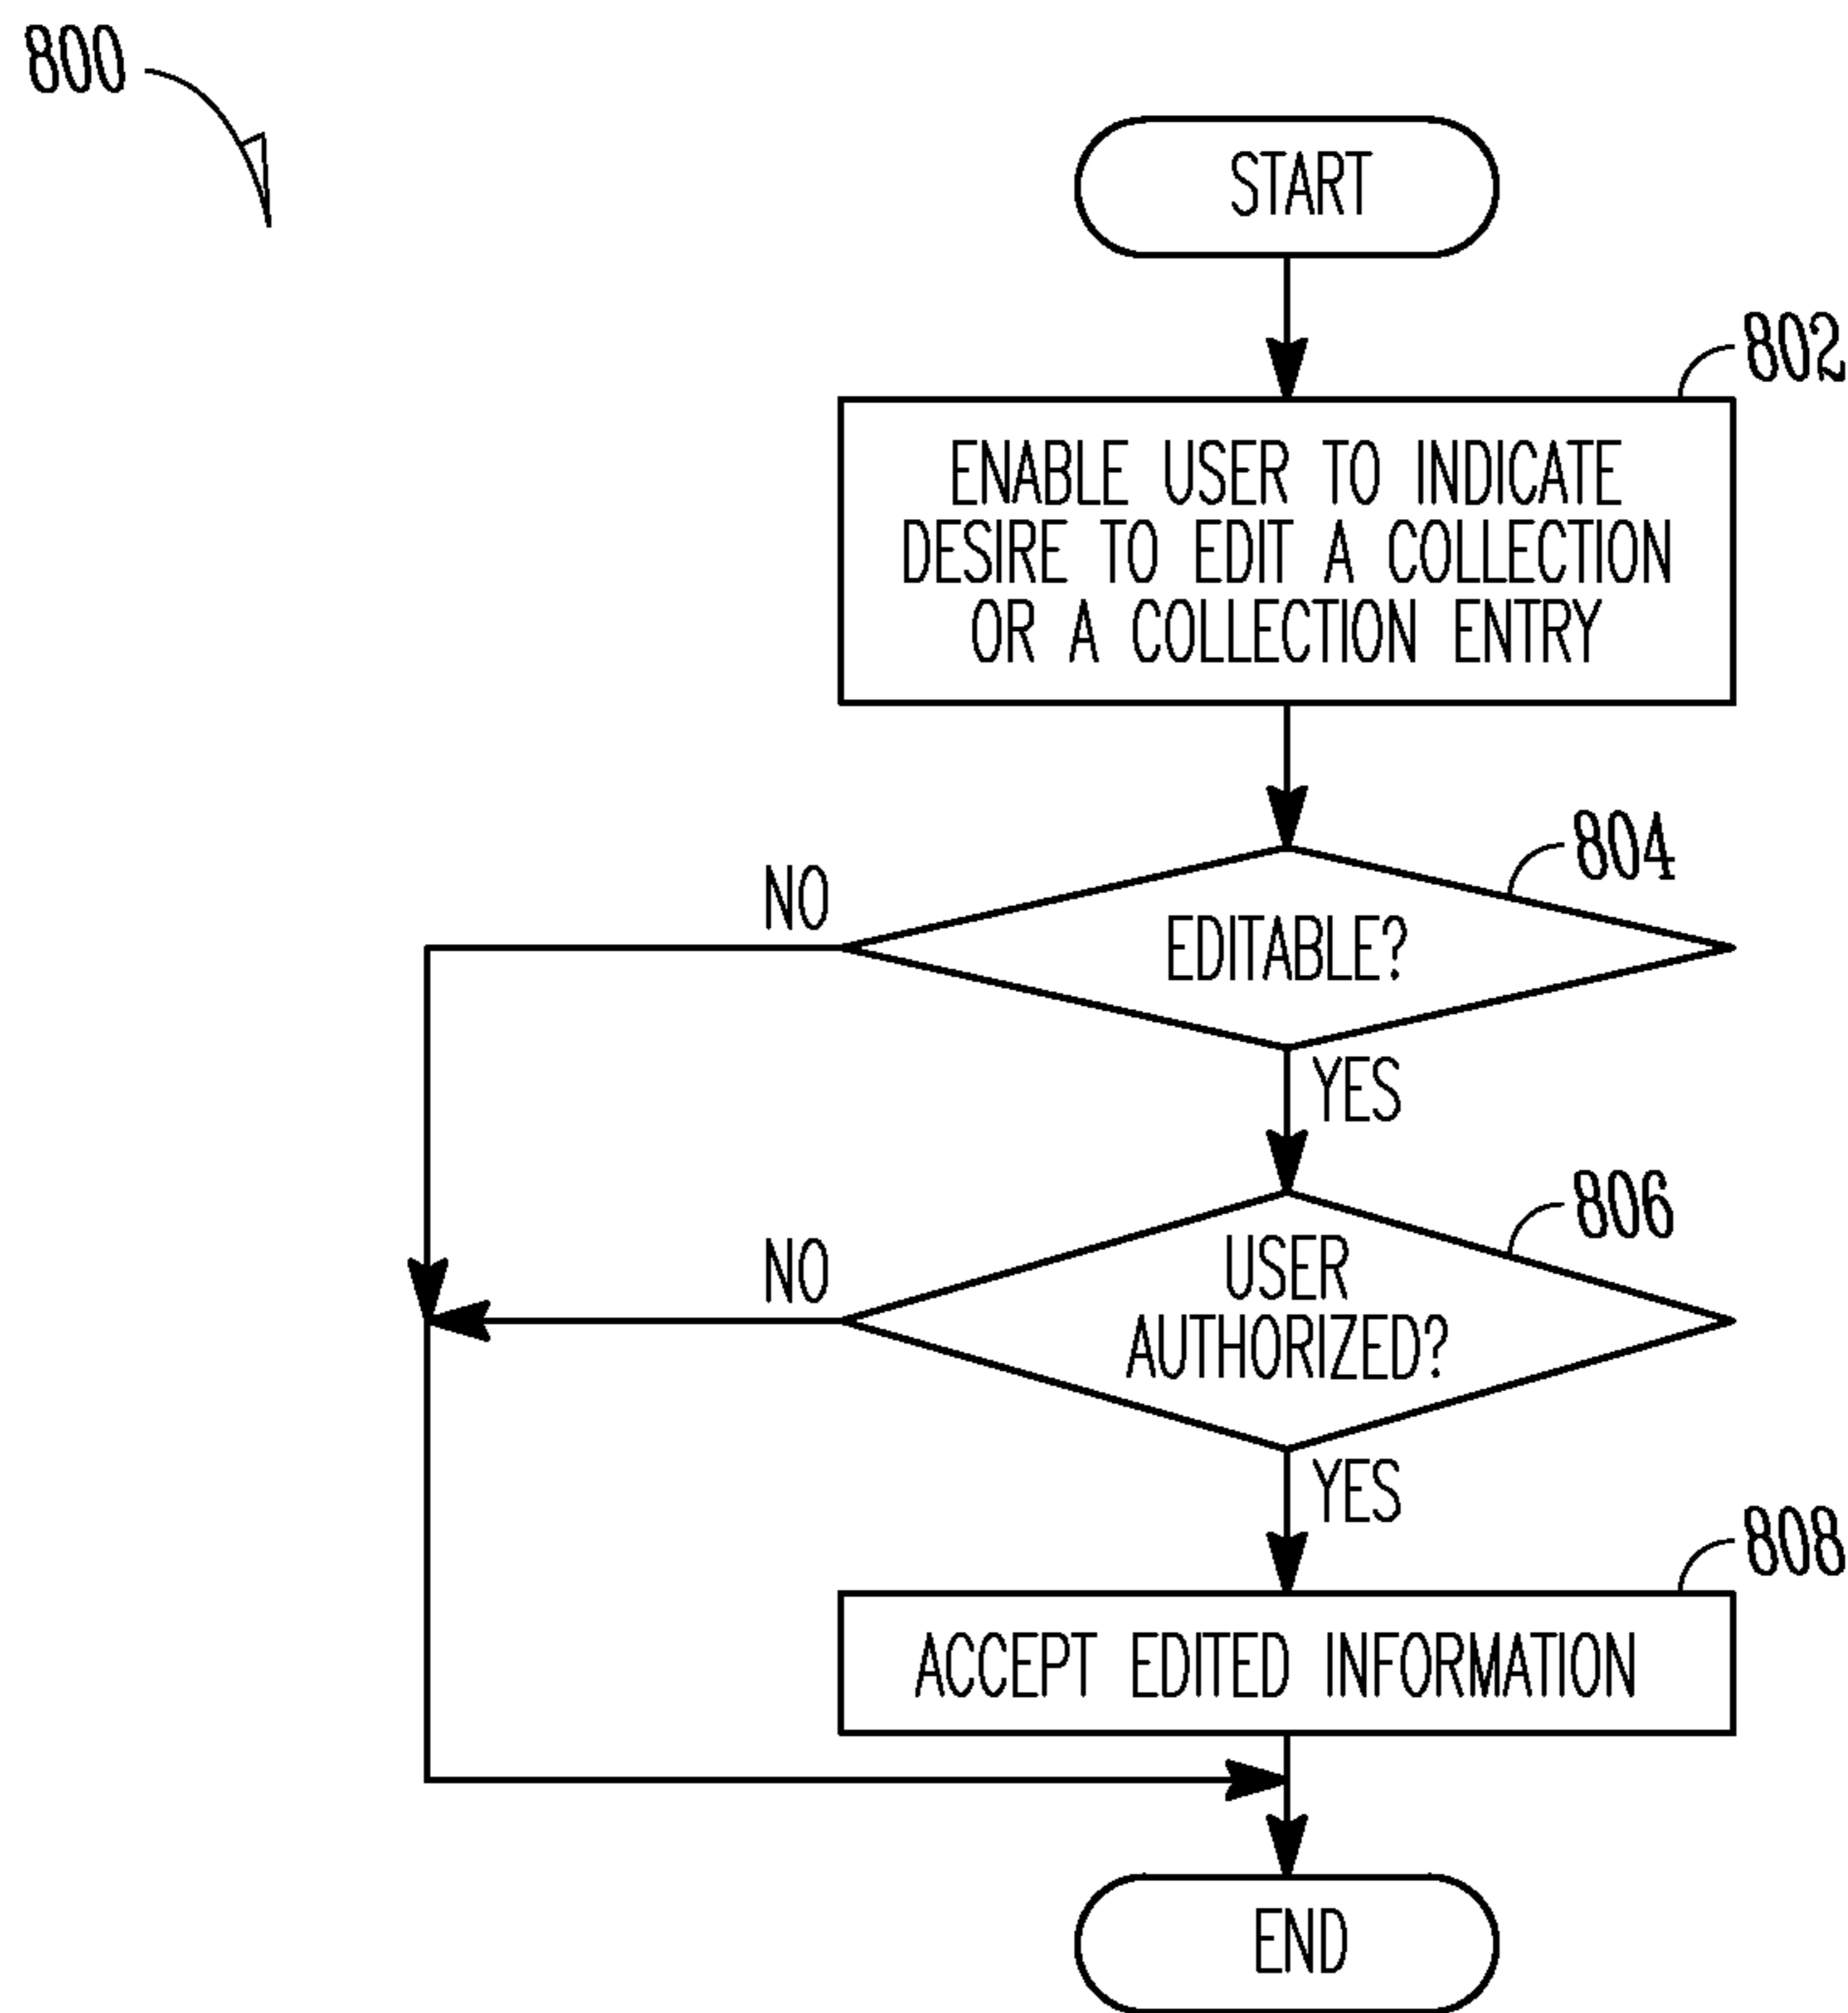 800
START
802
ENABLE USER TO INDICATE
DESIRE TO EDIT A COLLECTION
OR A COLLECTION ENTRY
804
NO
EDITABLE?
YES
806
NO
USER
AUTHORIZED?
YES
808
ACCEPT EDITED INFORMATION
END